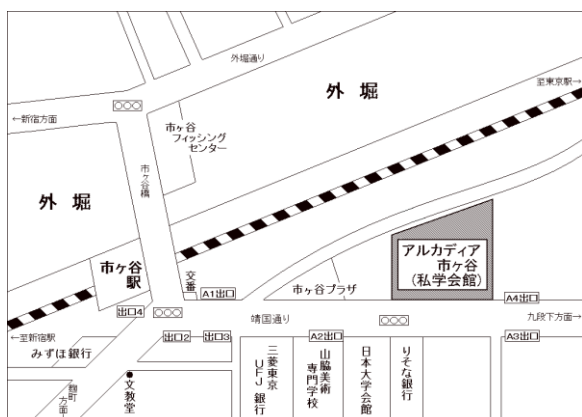 外堀通り
至東京駅→
外 堀
○○○
←新宿方面
市ヶ谷
フィッシング
センター
市ヶ谷橋
外 堀
アルカディア
市ヶ谷
(私学会館)
市ヶ谷
駅
交番
A1出口
市ヶ谷プラザ
A4出口
出口4
○○○
靖国通り
○○○
九段下方面→
←至新宿駅
出口2
出口3
A2出口
A3出口
みずほ銀行
三菱東京
UFJ銀行
山脇美術
専門学校
日本大学会館
りそな銀行
●文教堂
麹町
方面